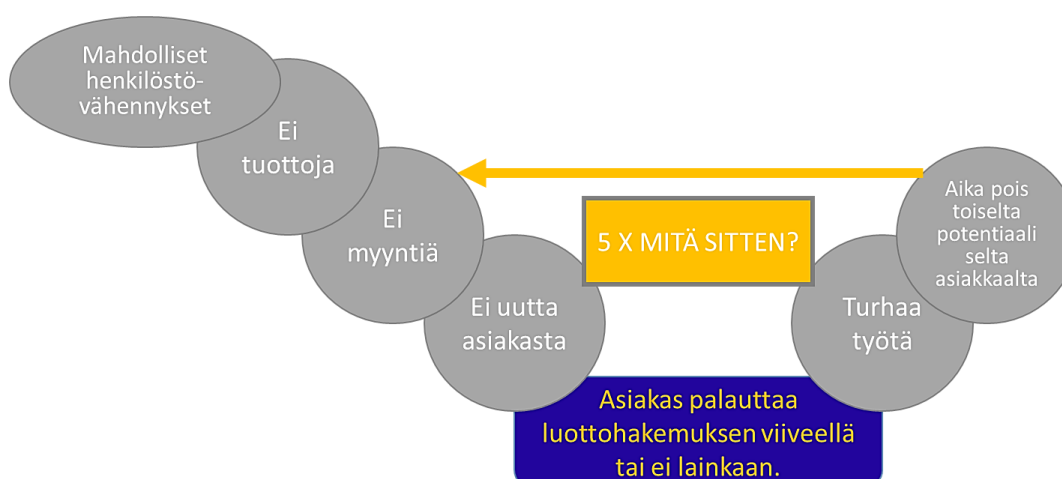 Mahdolliset
henkilöstö-
vähennykset
Ei
tuottoja
Ei
myyntiä
Ei uutta
asiakasta
5 X MITÄ SITTEN?
Aika pois
toiselta
potentiaali
selta
asiakkaalta
Turhaa
työtä
Asiakas palauttaa
luottohakemuksen viiveellä
tai ei lainkaan.